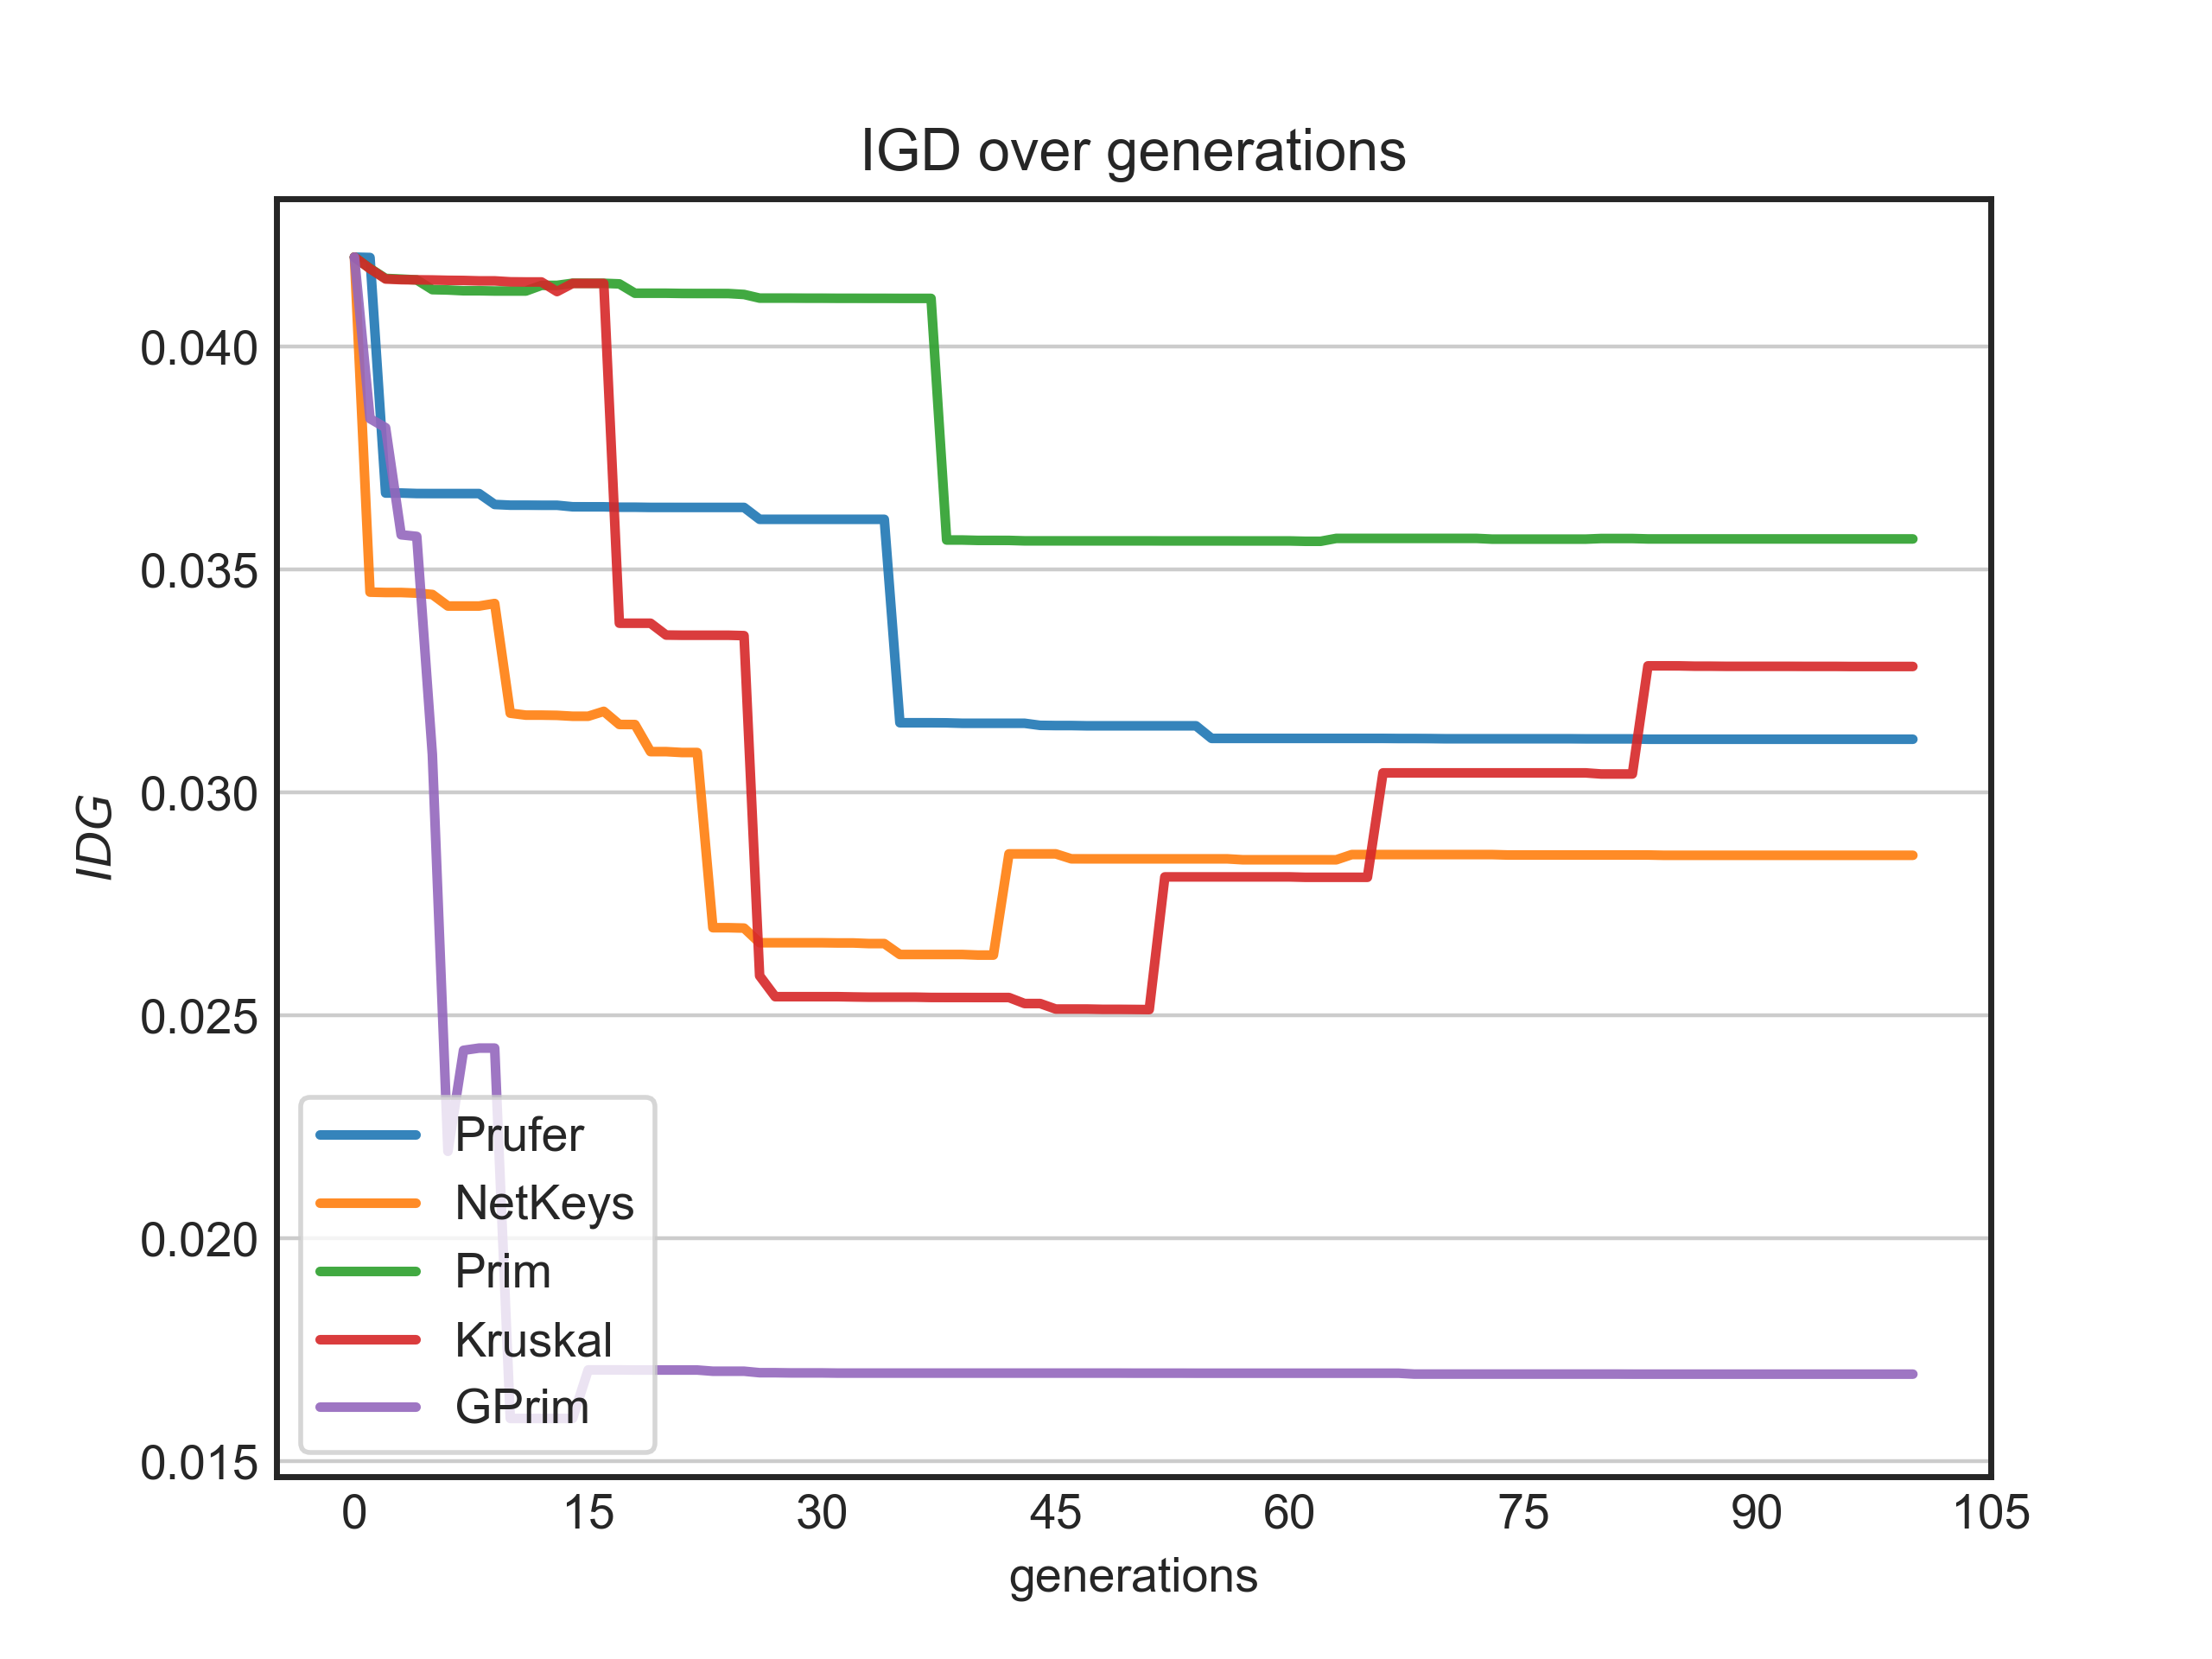 IGD over generations
IDG
0.040
0.035
0.030
0.025
0.020
0.015
Prufer
NetKeys
Prim
Kruskal
GPrim
0 15 30 45 60 75 90 105
generations